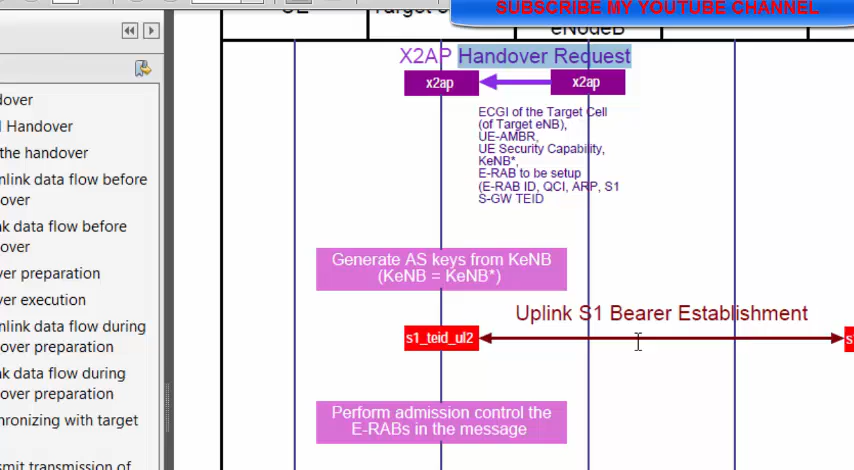 SUBSCRIBE MY YOUTUBE CHANNEL
eNodeB
X2AP Handover Request
x2ap
x2ap
ECGI of the Target Cell
(of Target eNB),
UE-AMBR,
UE Security Capability,
KeNB*,
E-RAB to be setup
(E-RAB ID, QCI, ARP, S1
S-GW TEID
Generate AS keys from KeNB
(KeNB = KeNB*)
Uplink S1 Bearer Establishment
s1_teid_ul2
Perform admission control the
E-RABs in the message
dover
l Handover
the handover
nlink data flow before
over
k data flow before
over
ver preparation
ver execution
nlink data flow during
over preparation
k data flow during
over preparation
hronizing with target
smit transmission of